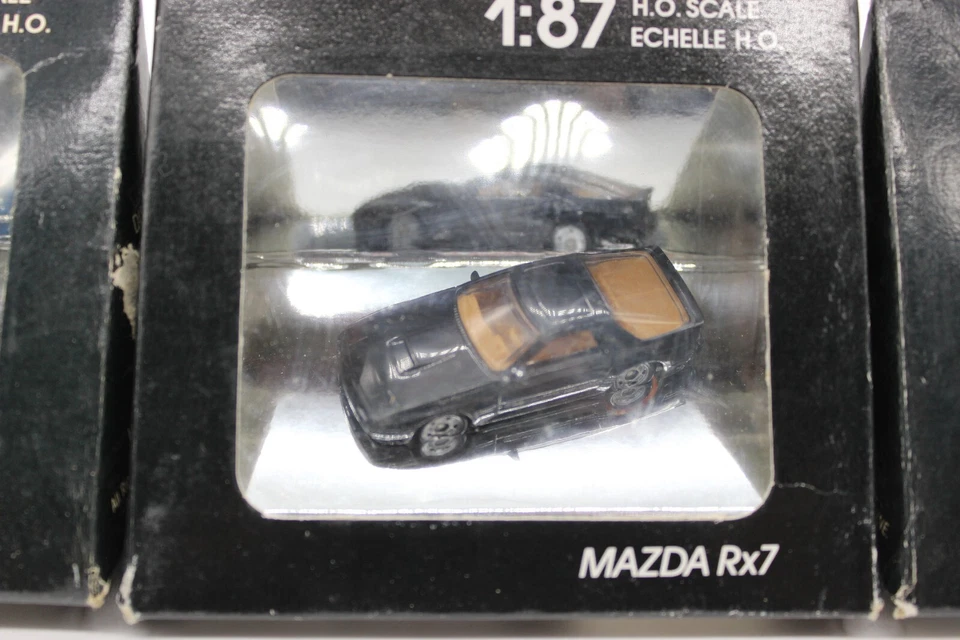 H.O.
1:87
H.O. SCALE
ECHELLE H.O.
MAZDA Rx7